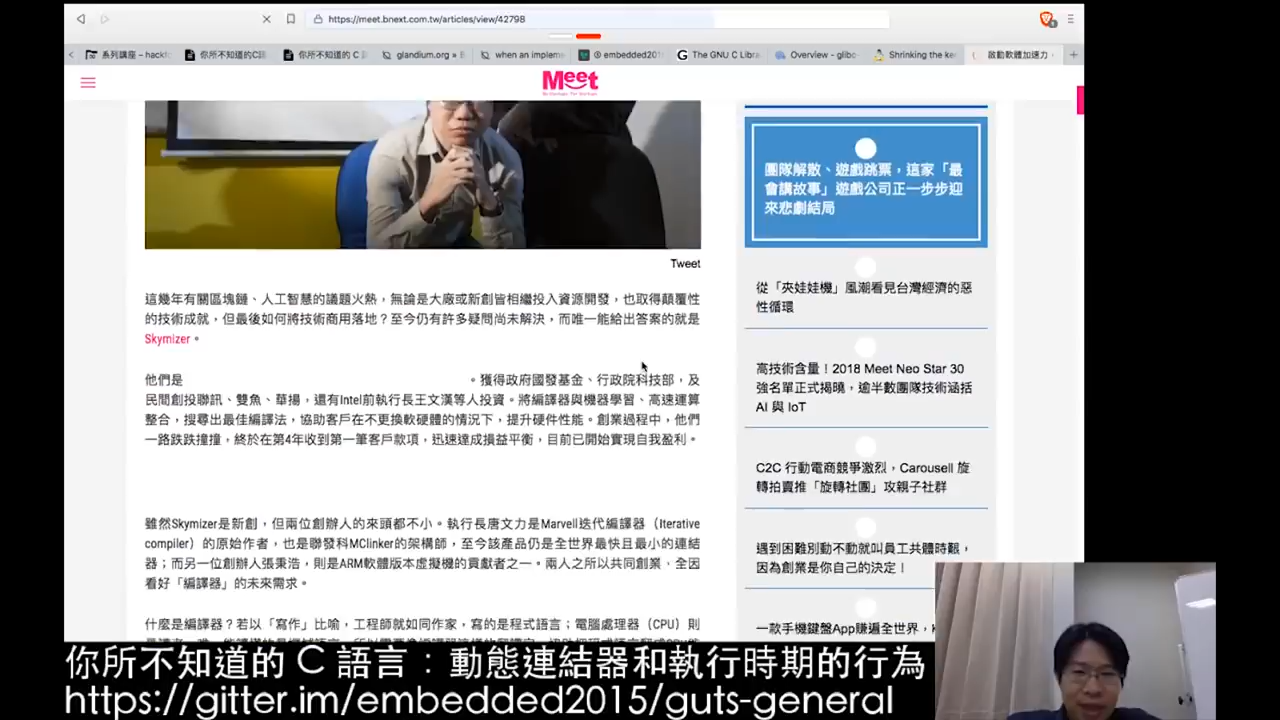 https://meet.bnext.com.tw/articles/view/42798
系列講座 – hackfo
你所不知道的C語
你所不知道的 C 語
glandium.org » B
when an impleme
embedded2015
The GNU C Libra
Overview - glibc
Shrinking the ker
啟動軟體加速力
Meet
Tweet
這幾年有關區塊鏈、人工智慧的議題火熱，無論是大廠或新創皆相繼投入資源開發，也取得顛覆性
的技術成就，但最後如何將技術商用落地？至今仍有許多疑問尚未解決，而唯一能給出答案的就是
Skymizer。
他們是
。獲得政府國發基金、行政院科技部，及
民間創投聯訊、雙魚、華揚，還有Intel前執行長王文漢等人投資。將編譯器與機器學習、高速運算
整合，搜尋出最佳編譯法，協助客戶在不更換軟硬體的情況下，提升硬件性能。創業過程中，他們
一路跌跌撞撞，終於在第4年收到第一筆客戶款項，迅速達成損益平衡，目前已開始實現自我盈利。
雖然Skymizer是新創，但兩位創辦人的來頭都不小。執行長唐文力是Marvell迭代編譯器（Iterative
compiler）的原始作者，也是聯發科MClinker的架構師，至今該產品仍是全世界最快且最小的連結
器；而另一位創辦人張秉浩，則是ARM軟體版本虛擬機的貢獻者之一。兩人之所以共同創業、全因
看好「編譯器」的未來需求。
什麼是編譯器？若以「寫作」比喻，工程師就如同作家，寫的是程式語言；電腦處理器（CPU）則
團隊解散、遊戲跳票，這家「最
會講故事」遊戲公司正一步步迎
來悲劇結局
從「夾娃娃機」風潮看見台灣經濟的惡
性循環
高技術含量！2018 Meet Neo Star 30
強名單正式揭曉，逾半數團隊技術涵括
AI 與 IoT
C2C 行動電商競爭激烈，Carousell 旋
轉拍賣推「旋轉社團」攻親子社群
遇到困難別動不動就叫員工共體時艱，
因為創業是你自己的決定！
一款手機鍵盤App賺遍全世界，
你所不知道的 C 語言：動態連結器和執行時期的行為
https://gitter.im/embedded2015/guts-general